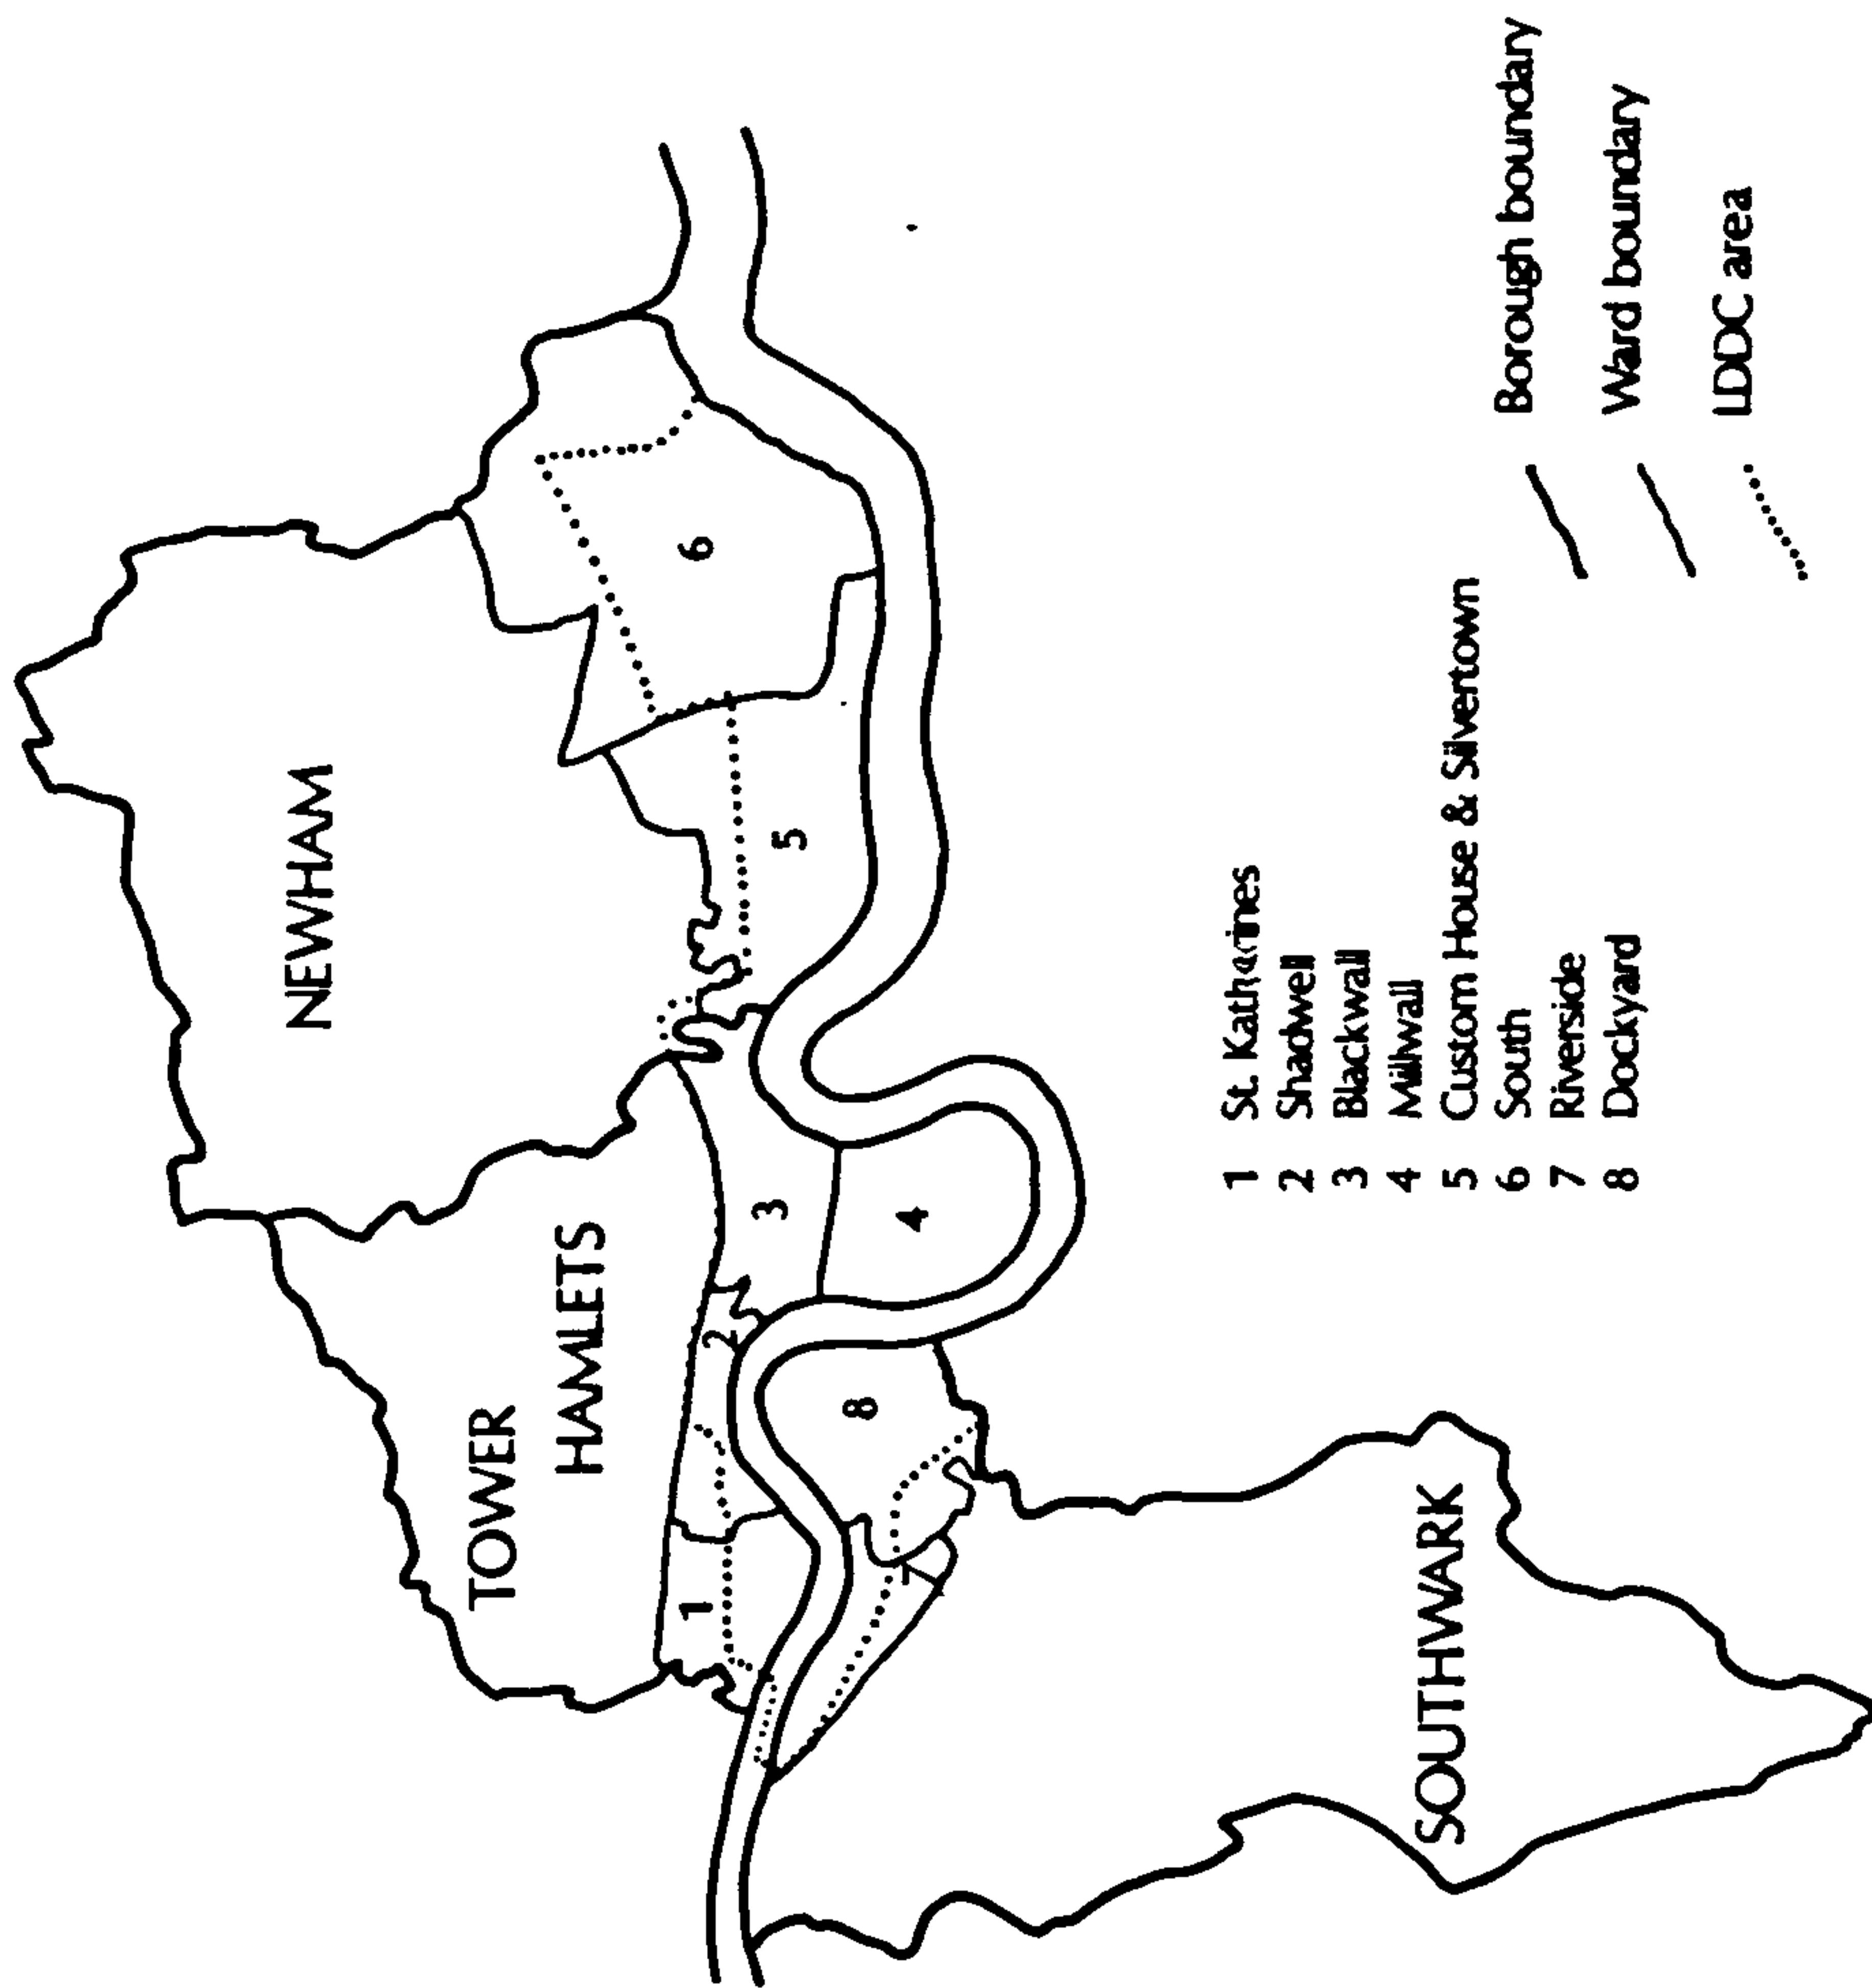 NEWHAM
TOWER
HAMLETS
SOUTHWARK
1
2
3
4
5
6
7
8
1 St. Katharines
2 Shadwell
3 Blackwall
4 Millwall
5 Custom House & Silvertown
6 South
7 Riverside
8 Dockyard
Borough boundary
Ward boundary
LDDC area